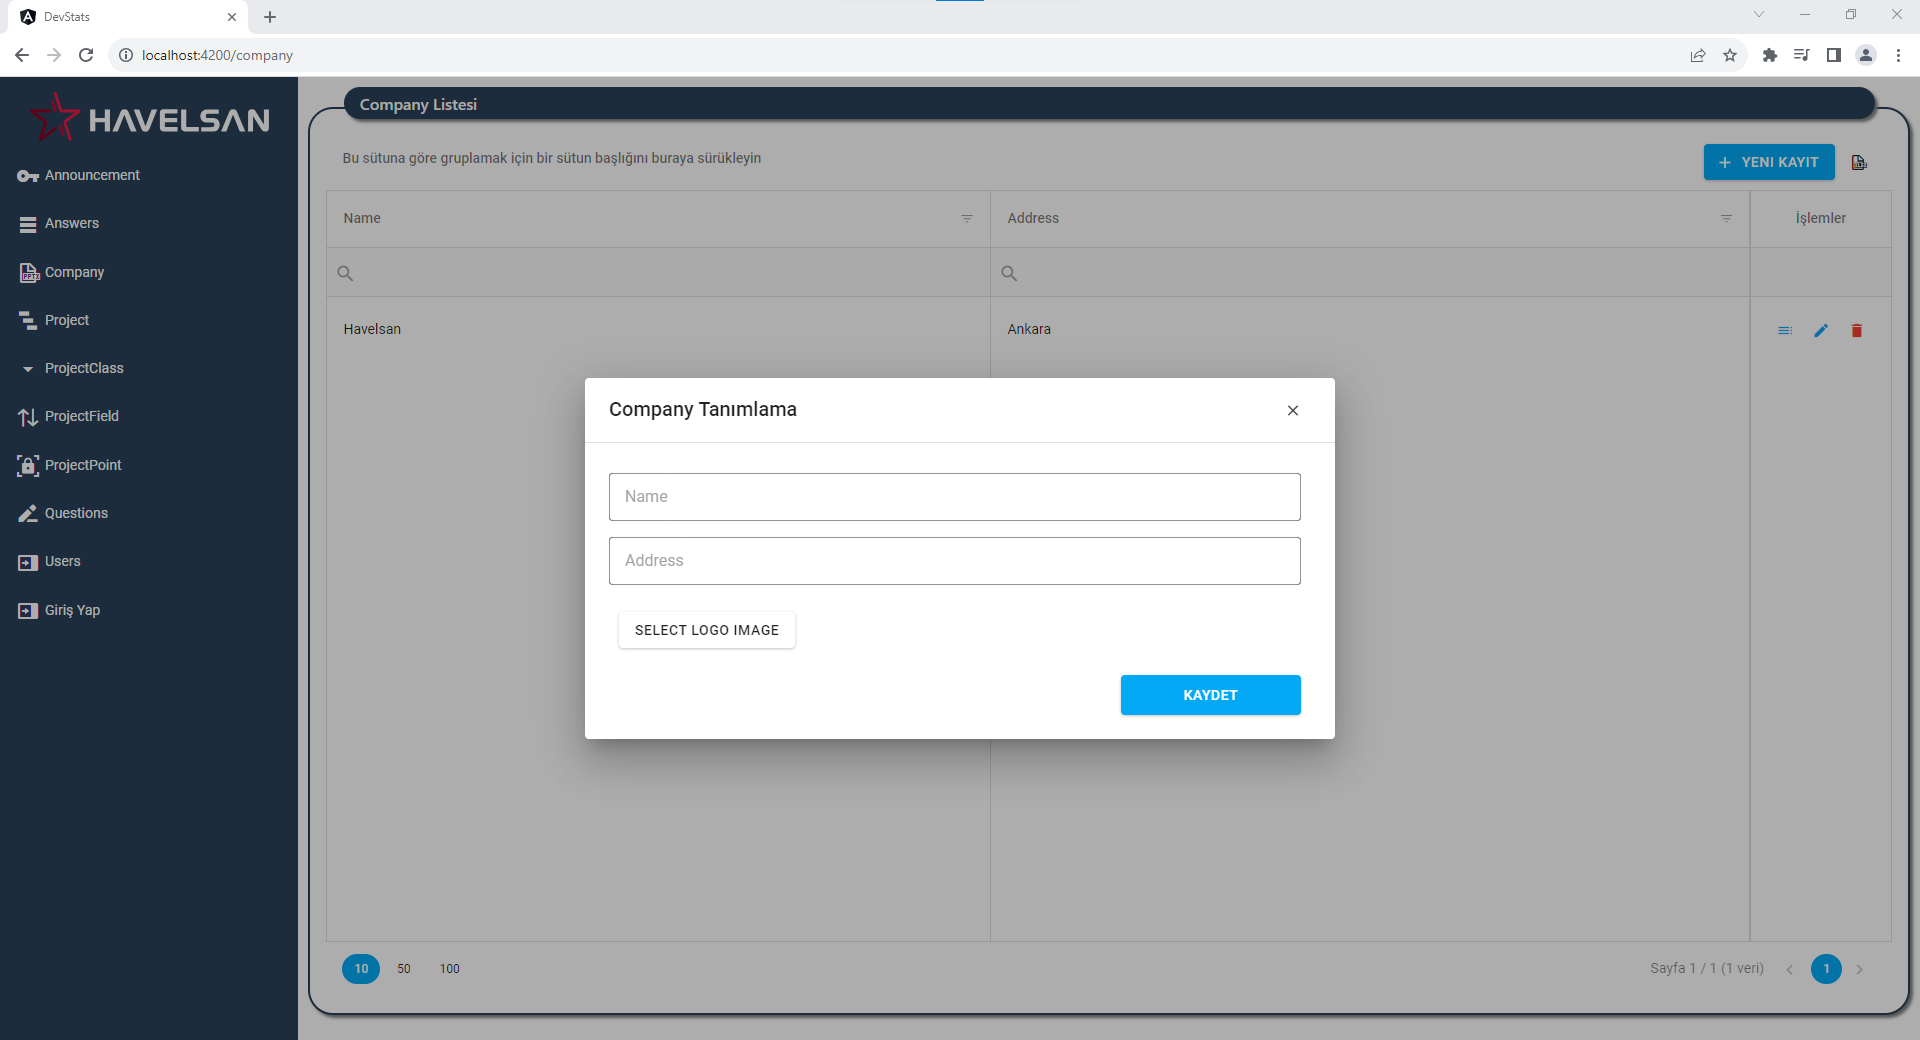 DevStats
localhost:4200/company
HAVELSAN
Announcement
Answers
Company
Project
ProjectClass
ProjectField
ProjectPoint
Questions
Users
Giriş Yap
Company Listesi
Bu sütuna göre gruplamak için bir sütun başlığını buraya sürükleyin
YENI KAYIT
Name
Address
İşlemler
Havelsan
Ankara
Company Tanımlama
Name
Address
SELECT LOGO IMAGE
KAYDET
10
50
100
Sayfa 1 / 1 (1 veri)
1